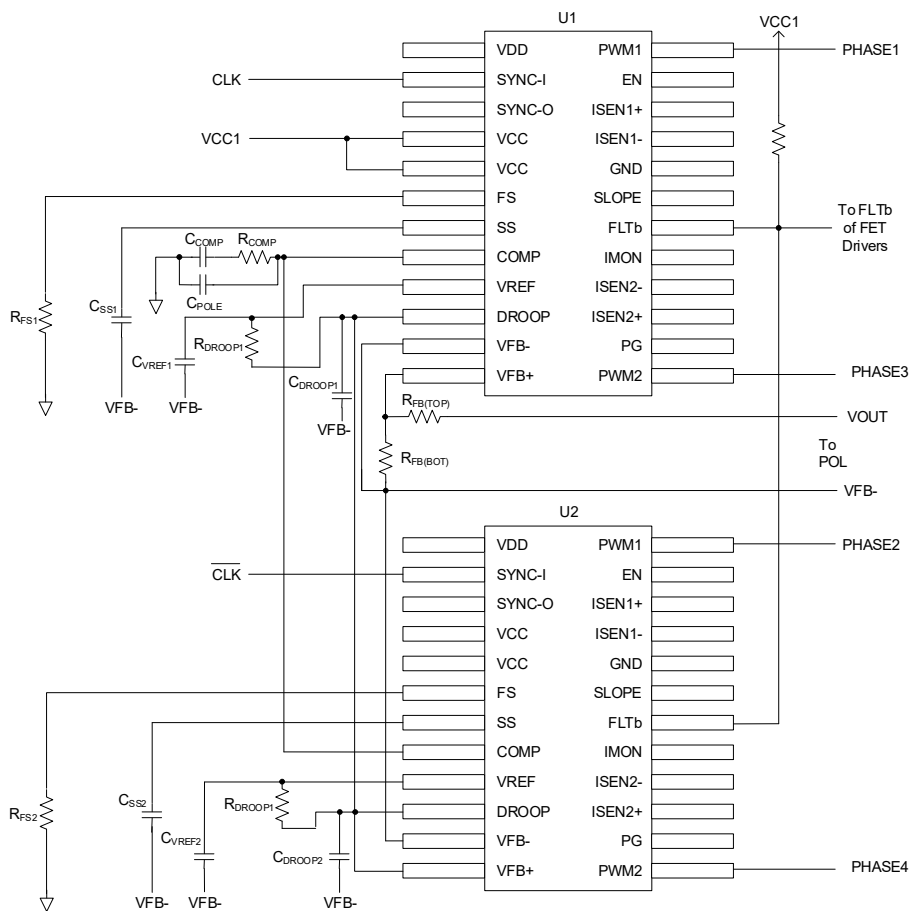 U1
VCC1
VDD PWM1 PHASE1
CLK SYNC-I EN
SYNC-O ISEN1+
VCC1 VCC ISEN1-
VCC GND
FS SLOPE
SS FLTb To FLTb
of FET
Drivers
CCOMP RCOMP COMP IMON
CPOLE VREF ISEN2-
RFS1 CSS1 RDROOP1 DROOP ISEN2+
CVREF1 VFB- PG
CDROOP1 VFB+ PWM2 PHASE3
VFB- VFB- VFB-
RFB(TOP) VOUT
RFB(BOT) To
POL
VFB-
U2
VDD PWM1 PHASE2
CLK SYNC-I EN
SYNC-O ISEN1+
VCC ISEN1-
VCC GND
FS SLOPE
SS FLTb
COMP IMON
VREF ISEN2-
RFS2 CSS2 RDROOP1 DROOP ISEN2+
CVREF2 VFB- PG
CDROOP2 VFB+ PWM2 PHASE4
VFB- VFB- VFB-